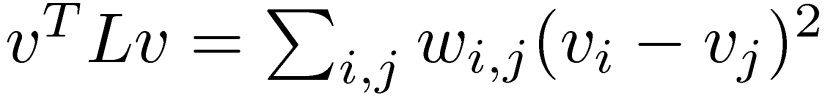 $v^T L v = \sum_{i,j} w_{i,j} (v_i - v_j)^2$